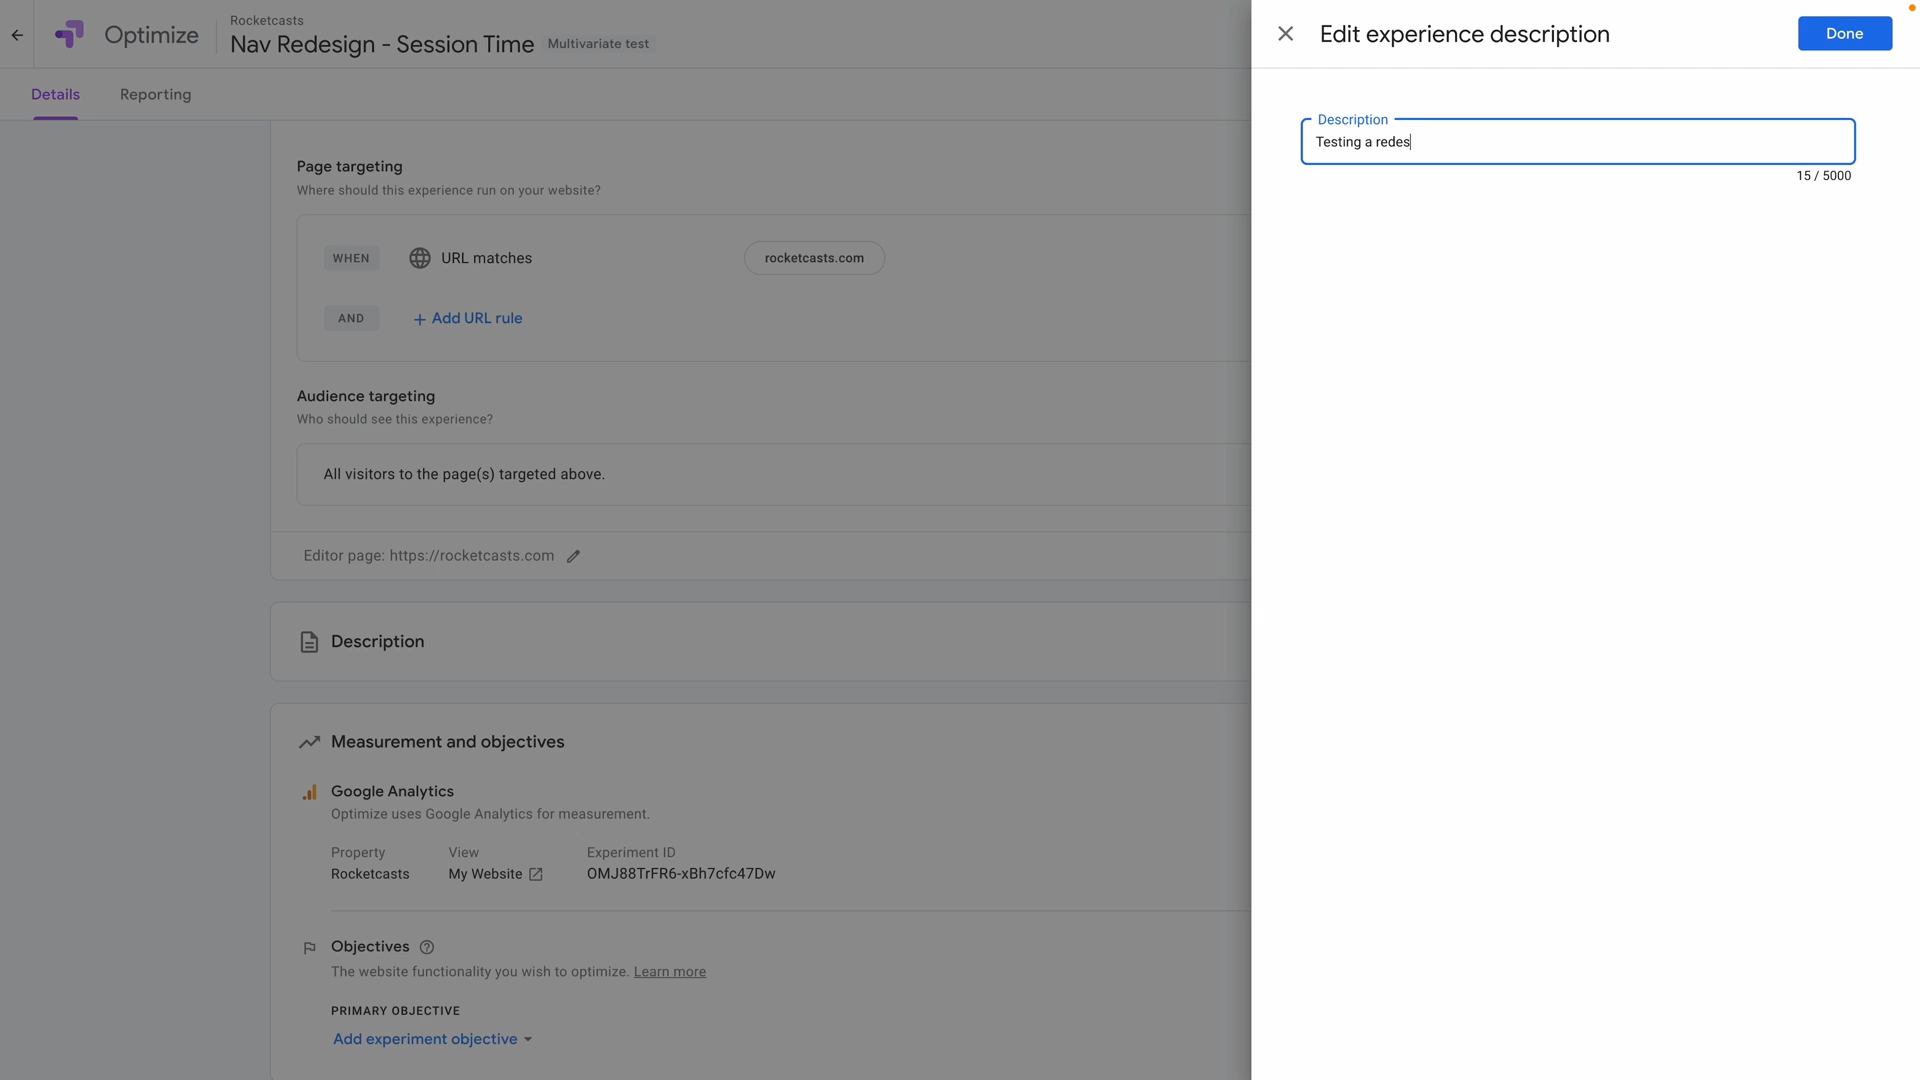 Optimize
Rocketcasts
Nav Redesign - Session Time Multivariate test
Edit experience description
Done
Details Reporting
Description
Testing a redes
15 / 5000
Page targeting
Where should this experience run on your website?
WHEN URL matches rocketcasts.com
AND + Add URL rule
Audience targeting
Who should see this experience?
All visitors to the page(s) targeted above.
Editor page: https://rocketcasts.com
Description
Measurement and objectives
Google Analytics
Optimize uses Google Analytics for measurement.
Property View Experiment ID
Rocketcasts My Website OMJ88TrFR6-xBh7cfc47Dw
Objectives
The website functionality you wish to optimize. Learn more
PRIMARY OBJECTIVE
Add experiment objective